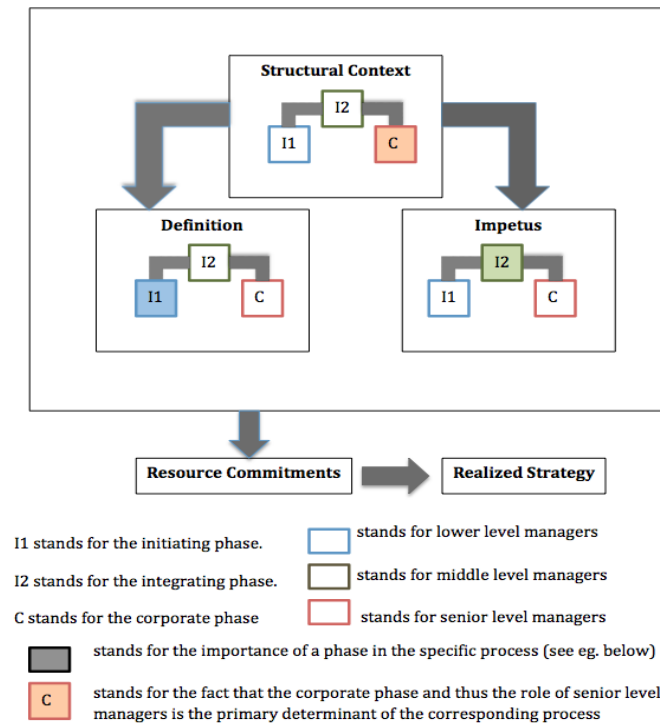 Structural Context
I2
I1
C
Definition
I2
I1
C
Impetus
I2
I1
C
Resource Commitments
Realized Strategy
I1 stands for the initiating phase.
stands for lower level managers
I2 stands for the integrating phase.
stands for middle level managers
C stands for the corporate phase
stands for senior level managers
stands for the importance of a phase in the specific process (see eg. below)
C
stands for the fact that the corporate phase and thus the role of senior level
managers is the primary determinant of the corresponding process